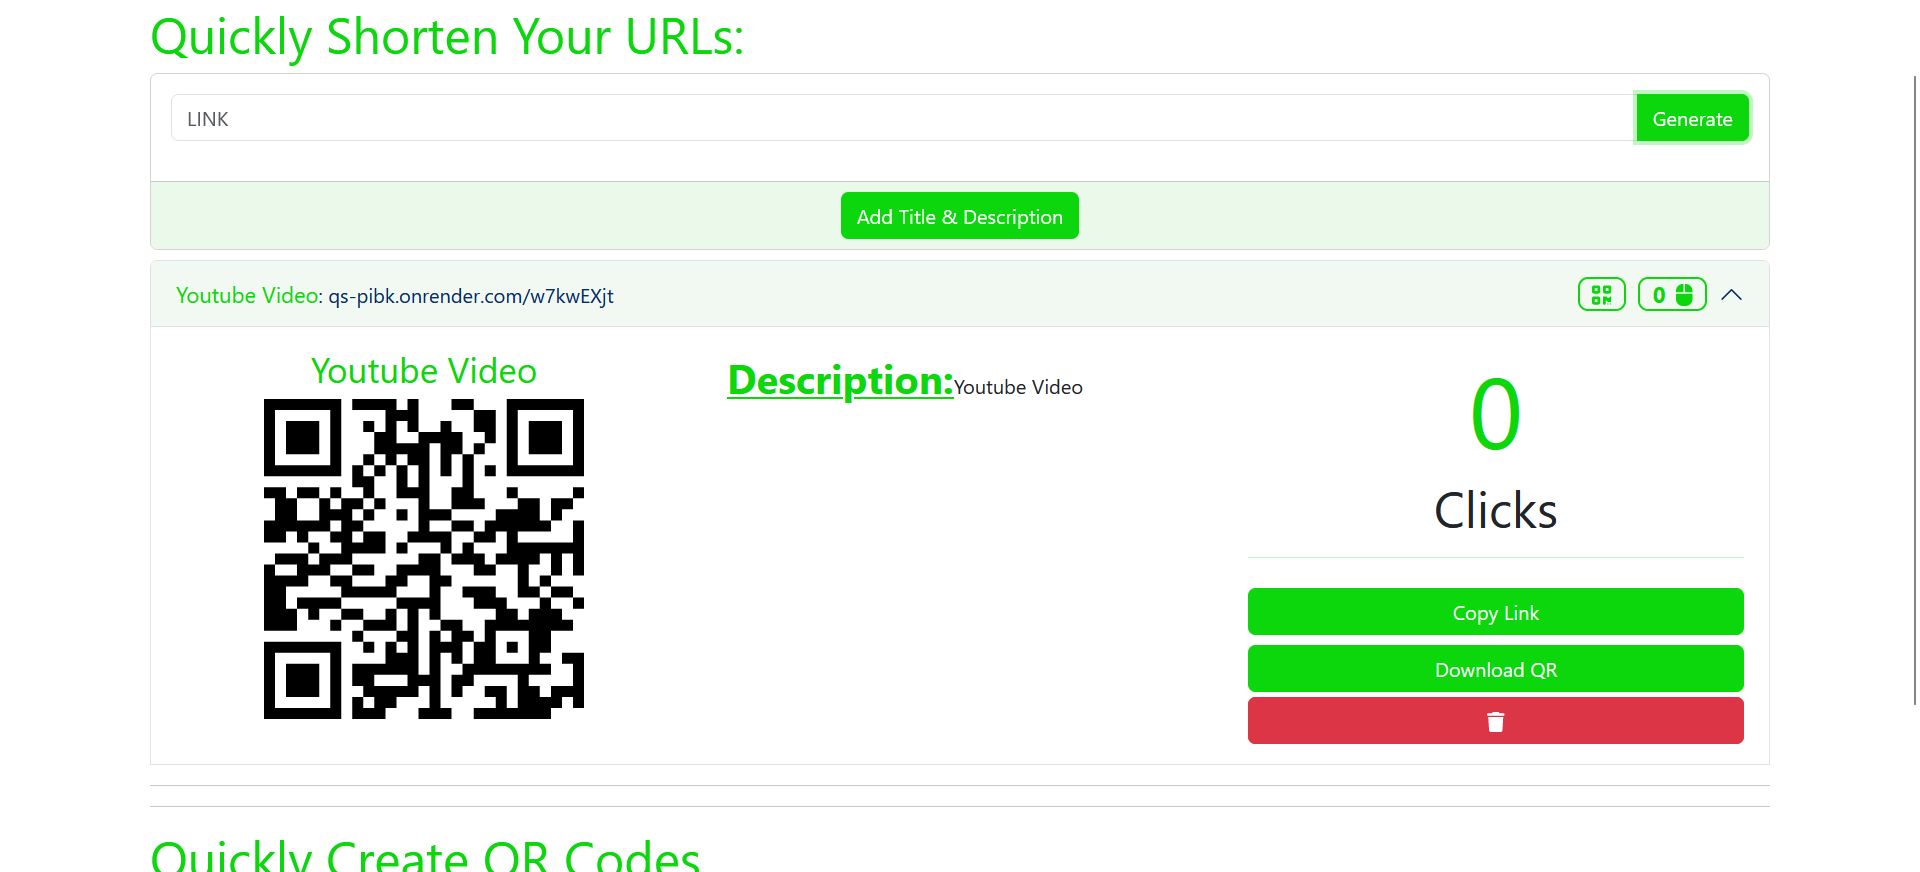 Quickly Shorten Your URLs:
LINK
Generate
Add Title & Description
Youtube Video: qs-pibk.onrender.com/w7kwEXjt
0
Youtube Video
Description:Youtube Video
0
Clicks
Copy Link
Download QR
Quickly Create QR Codes